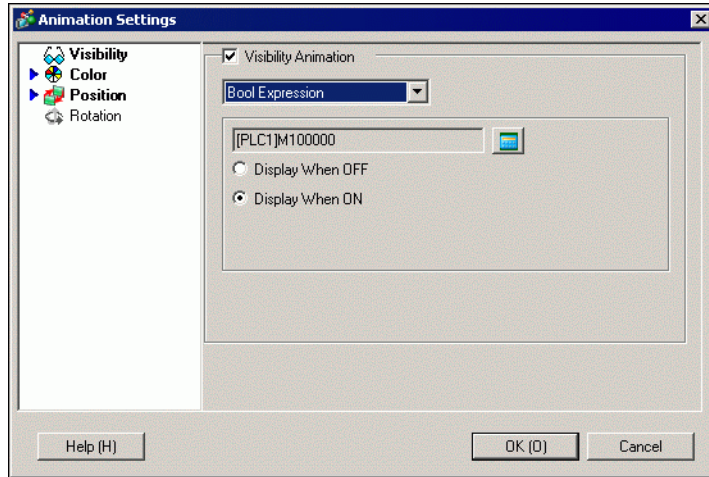 Animation Settings
Visibility
Color
Position
Rotation
Visibility Animation
Bool Expression
[PLC1]M100000
Display When OFF
Display When ON
Help (H)
OK (O)
Cancel